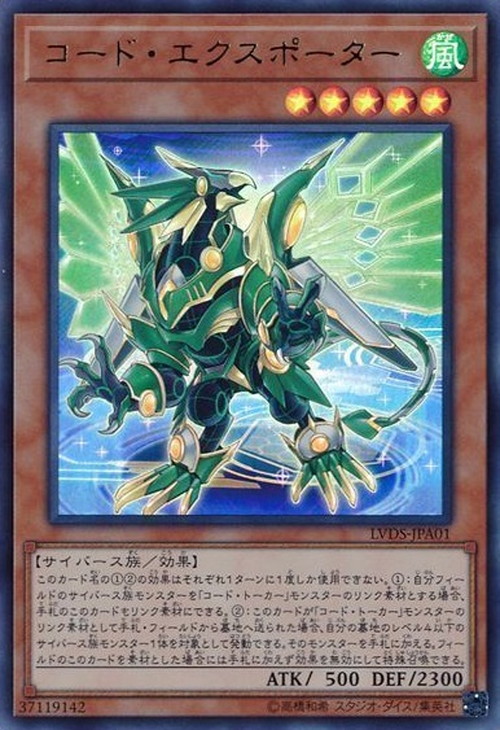 コード・エクスポーター
風
LVDS-JPA01
【サイバース族/効果】
このカード名の①②の効果はそれぞれ1ターンに1度しか使用できない。①:自分フィー
ルドのサイバース族モンスターを「コード・トーカー」モンスターのリンク素材とする場合、
手札のこのカードもリンク素材にできる。②:このカードが「コード・トーカー」モンスターの
リンク素材として手札・フィールドから墓地へ送られた場合、自分の墓地のレベル4以下の
サイバース族モンスター1体を対象として発動できる。そのモンスターを手札に加える。フィー
ルドのこのカードを素材とした場合には手札に加えず効果を無効にして特殊召喚できる。
ATK/ 500 DEF/2300
37119142
©高橋和希 スタジオ・ダイス/集英社